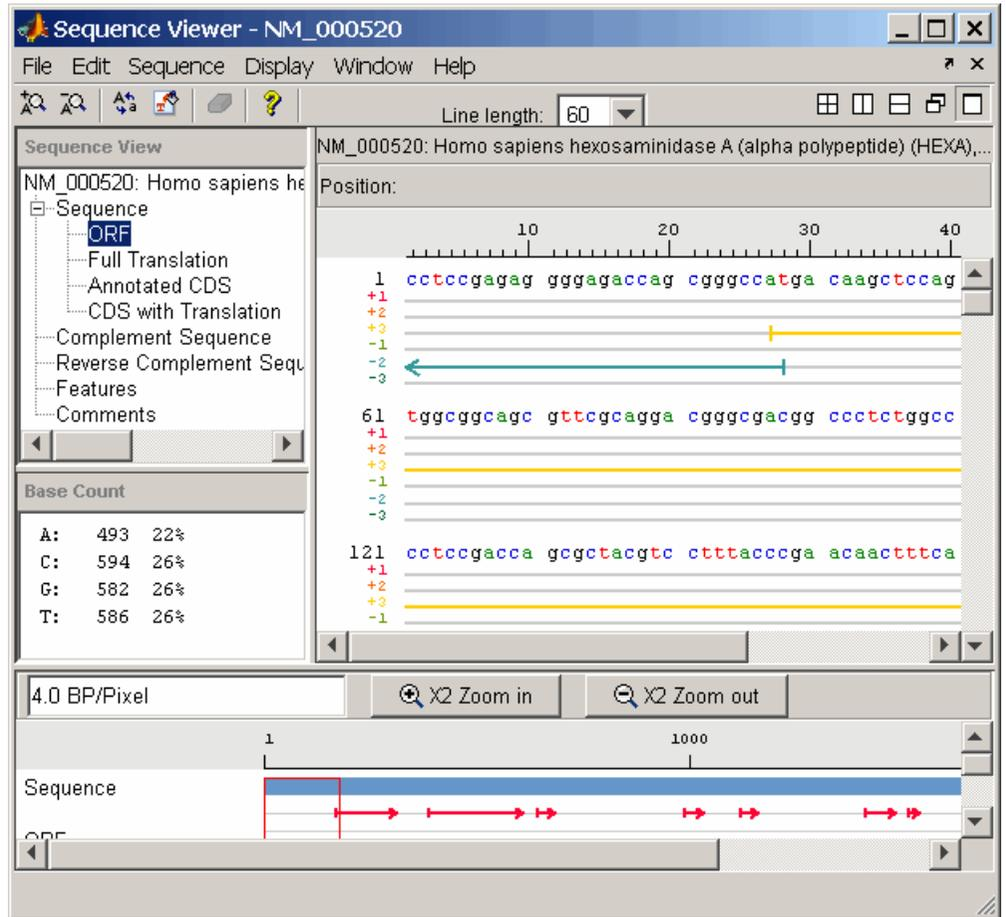 Sequence Viewer - NM_000520
File Edit Sequence Display Window Help
Line length: 60
Sequence View
NM_000520: Homo sapiens he
Sequence
ORF
Full Translation
Annotated CDS
CDS with Translation
Complement Sequence
Reverse Complement Sequ
Features
Comments
Base Count
A: 493 22%
C: 594 26%
G: 582 26%
T: 586 26%
NM_000520: Homo sapiens hexosaminidase A (alpha polypeptide) (HEXA),...
Position:
10 20 30 40
1 cctccgagag gggagaccag cgggccatga caagctccag
+1
+2
+3
-1
-2
-3
61 tggcggcagc gttcgcagga cgggcgacgg ccctctggcc
+1
+2
+3
-1
-2
-3
121 cctccgacca gcgctacgtc ctttacccga acaactttca
+1
+2
+3
-1
4.0 BP/Pixel X2 Zoom in X2 Zoom out
1 1000
Sequence
ORF